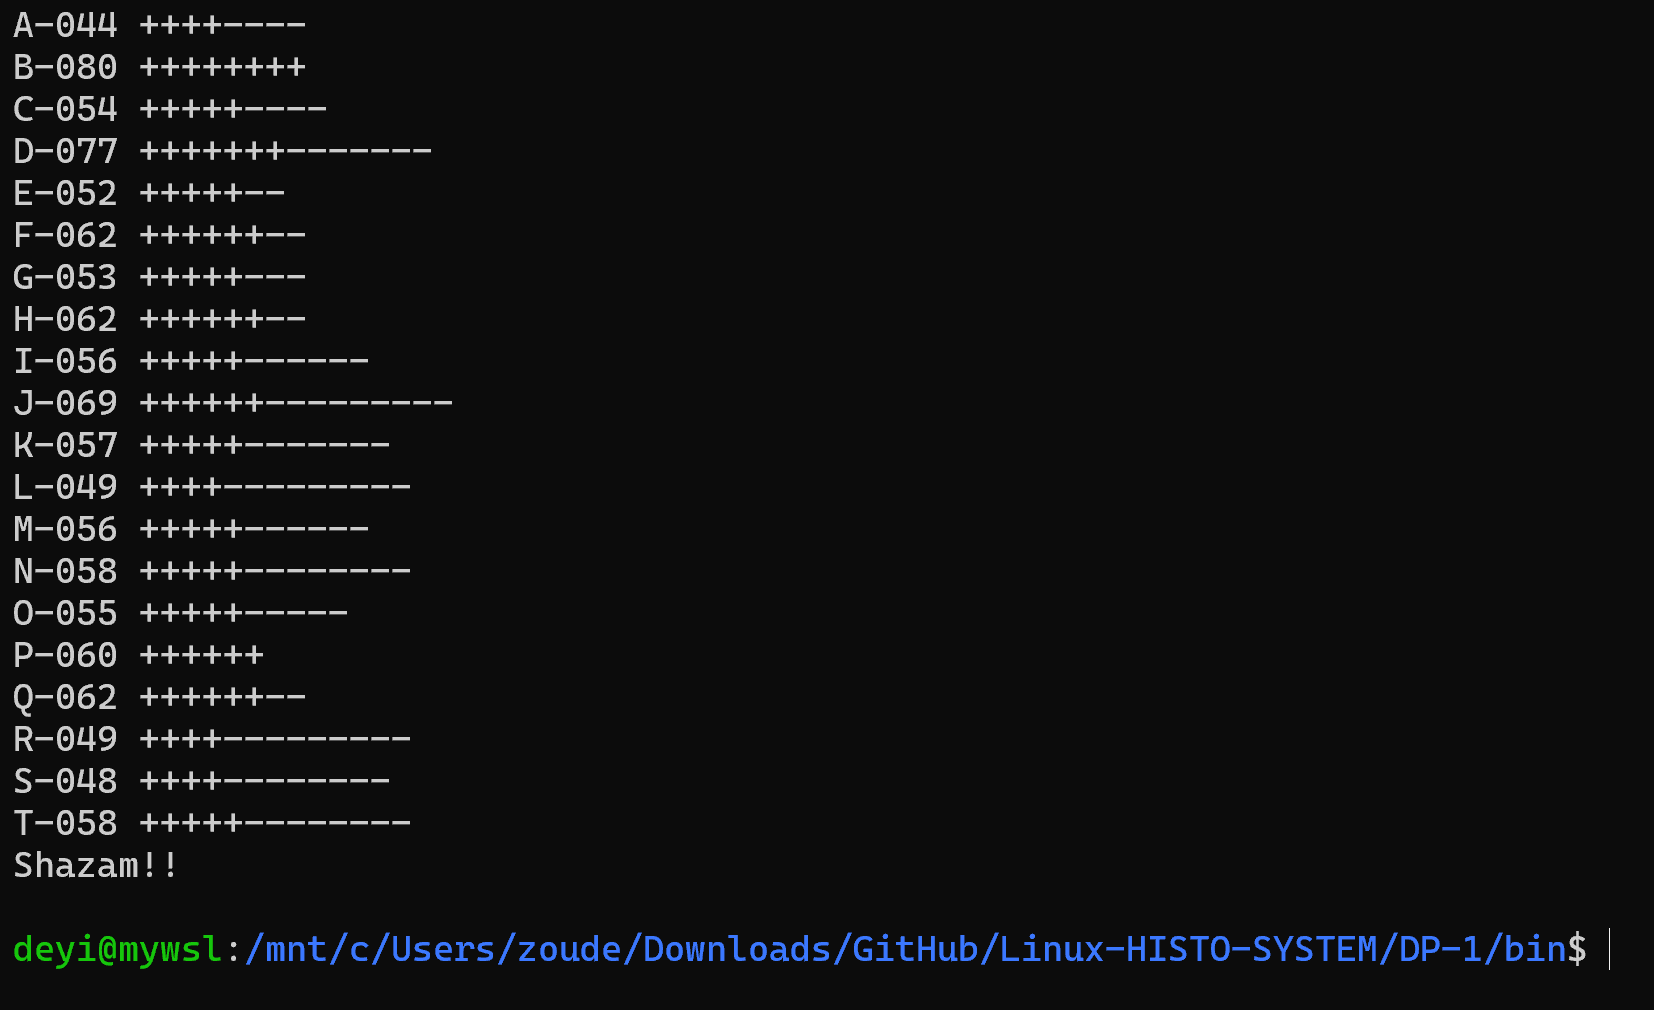 A-044 ++++----
B-080 ++++++++
C-054 +++++----
D-077 +++++++-------
E-052 +++++--
F-062 ++++++--
G-053 +++++---
H-062 ++++++--
I-056 +++++------
J-069 ++++++---------
K-057 +++++-------
L-049 ++++---------
M-056 +++++------
N-058 +++++--------
O-055 +++++-----
P-060 ++++++
Q-062 ++++++--
R-049 ++++---------
S-048 ++++--------
T-058 +++++--------
Shazam!!
deyi@mywsl:/mnt/c/Users/zoude/Downloads/GitHub/Linux-HISTO-SYSTEM/DP-1/bin$